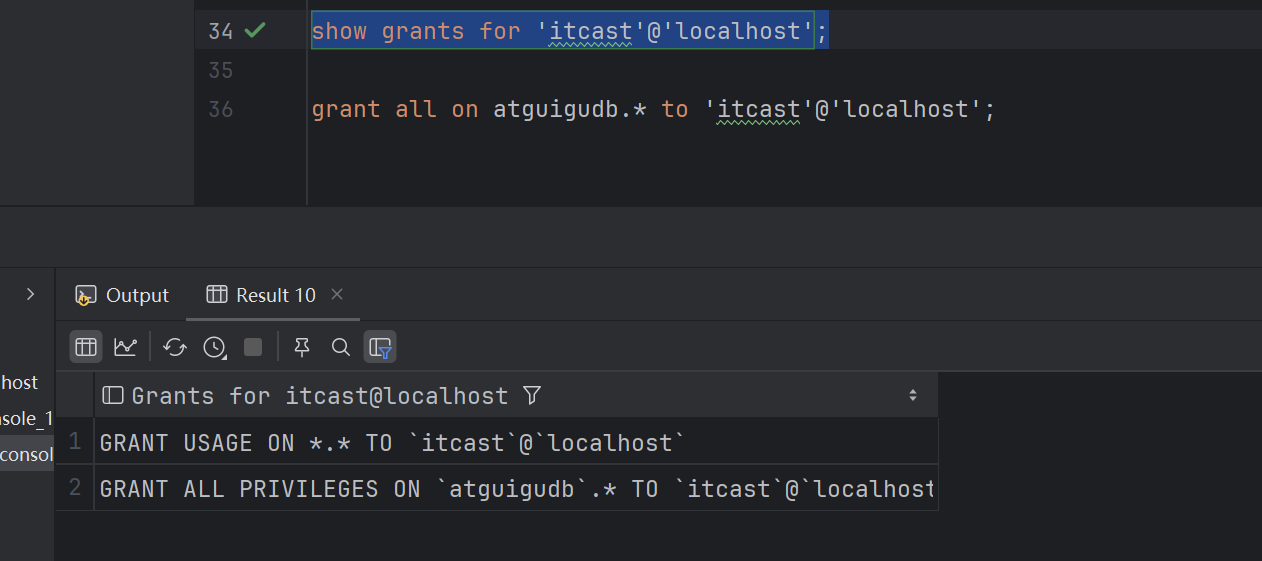 34 show grants for 'itcast'@'localhost';
35
36 grant all on atguigudb.* to 'itcast'@'localhost';
Output Result 10
host
Grants for itcast@localhost
nsole_1
1 GRANT USAGE ON *.* TO `itcast`@`localhost`
consol
2 GRANT ALL PRIVILEGES ON `atguigudb`.* TO `itcast`@`localhost